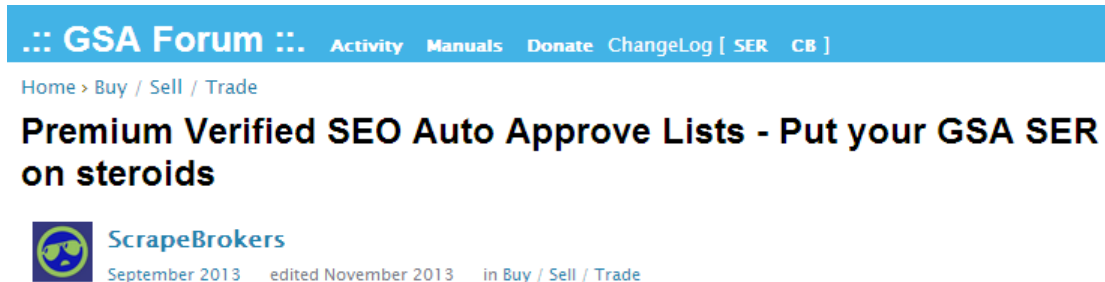 .:: GSA Forum ::. Activity Manuals Donate ChangeLog [ SER CB ]
Home › Buy / Sell / Trade
Premium Verified SEO Auto Approve Lists - Put your GSA SER
on steroids
ScrapeBrokers
September 2013 edited November 2013 in Buy / Sell / Trade